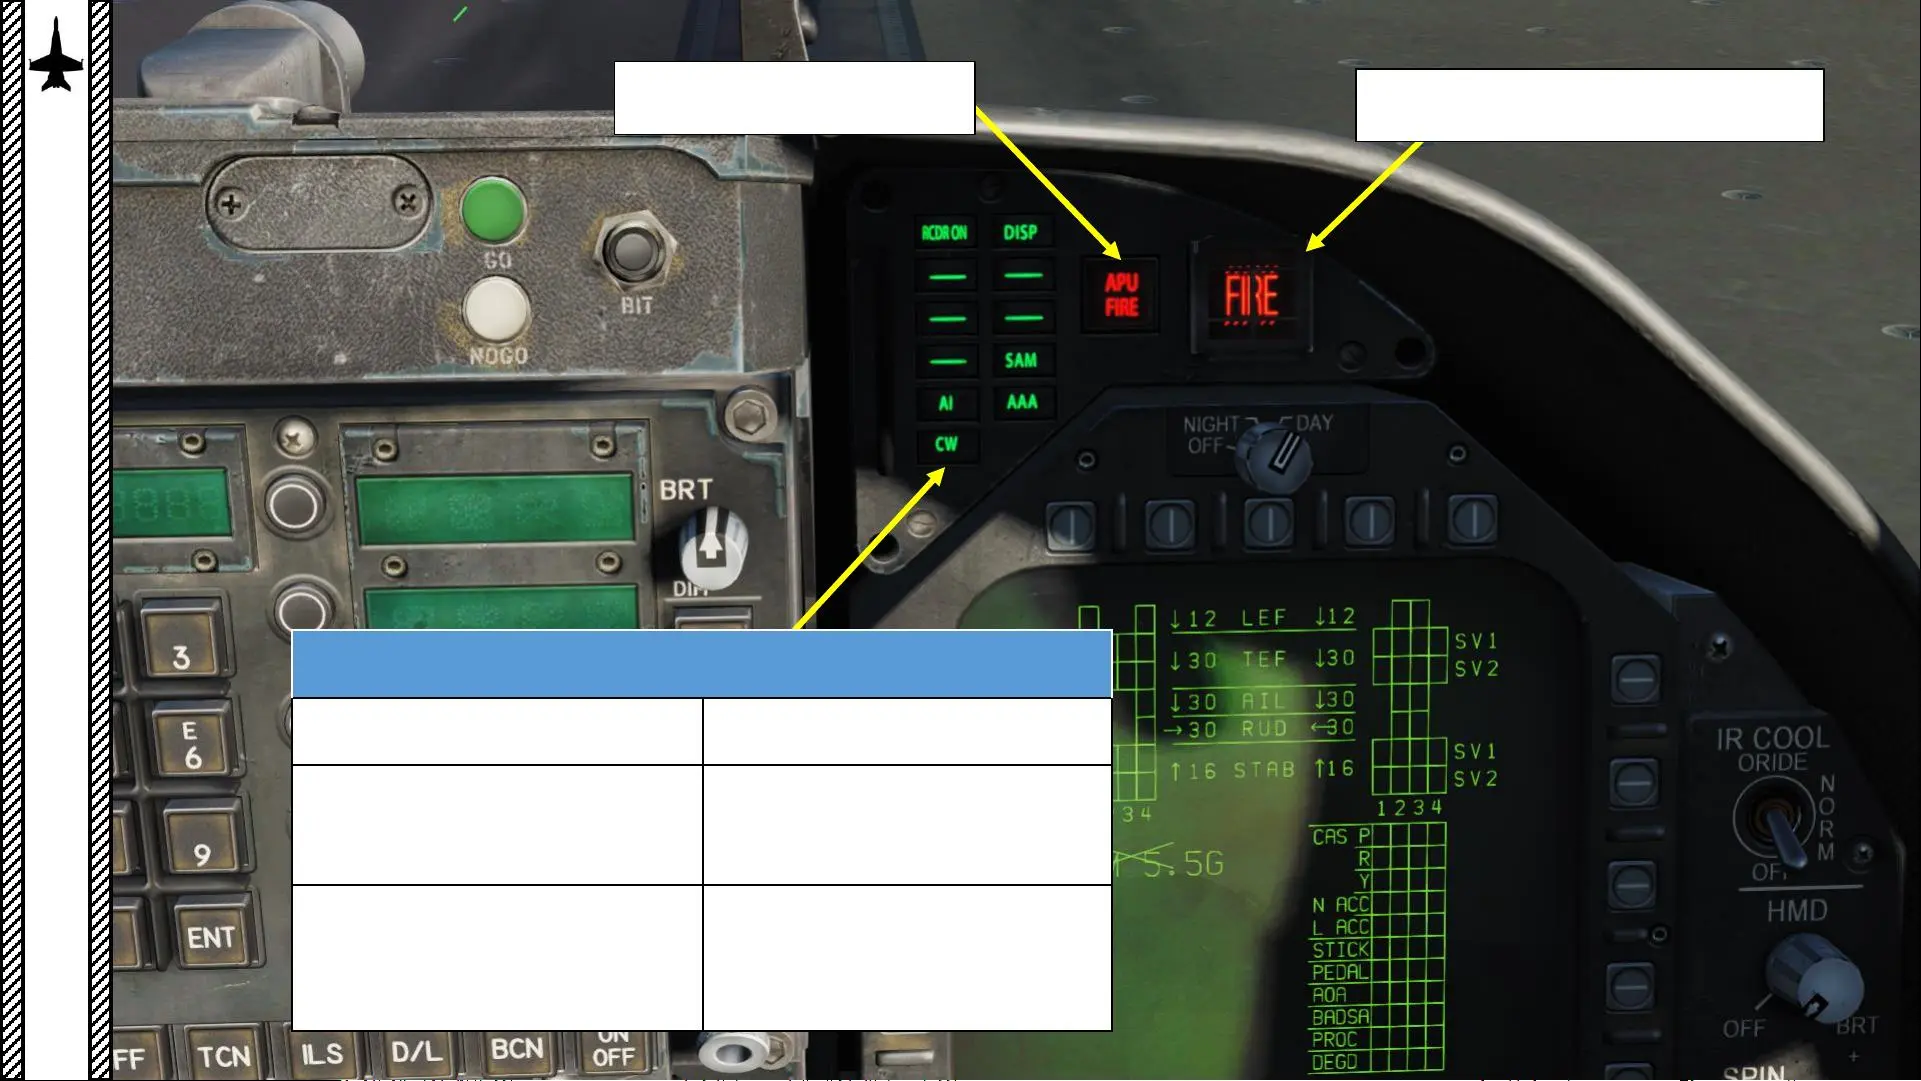 GO
BIT
NOGO
RCDR ON DISP
SAM
AI AAA
CW
APU
FIRE
FIRE
NIGHT DAY
OFF
BRT
3
E
6
9
ENT
TCN
ILS
D/L
BCN
ON
OFF
↓12 LEF ↓12
↓30 TEF ↓30
↓30 AIL ↓30
→30 RUD ←30
↑16 STAB ↑16
SV1
SV2
SV1
SV2
3 4
1 2 3 4
5.5G
CAS P
R
Y
N ACC
L ACC
STICK
PEDAL
AOA
BADSA
PROC
DEGD
IR COOL
ORIDE
NORM
HMD
OFF BRT
+
SPIN